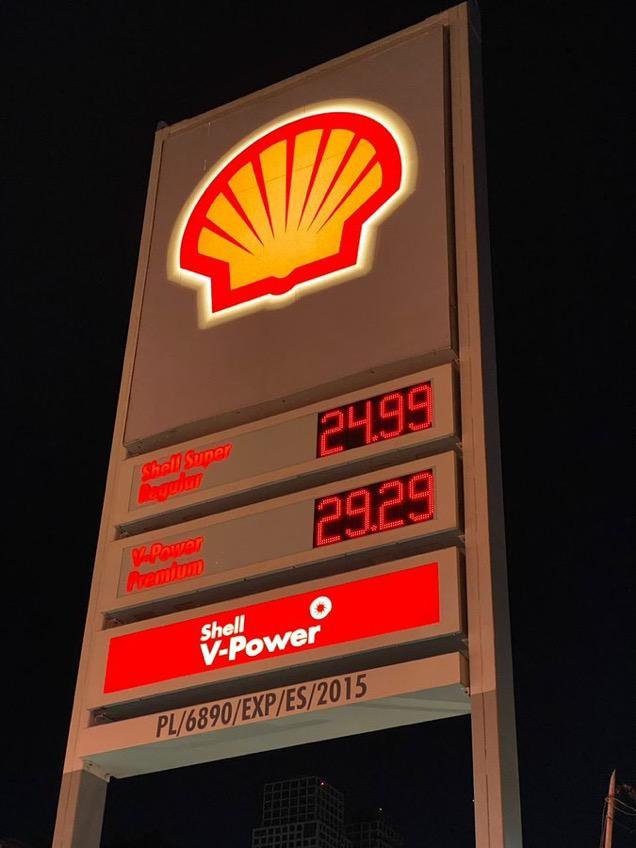 24.99
Shell Super
Regular
29.29
V-Power
Premium
Shell
V-Power
PL/6890/EXP/ES/2015